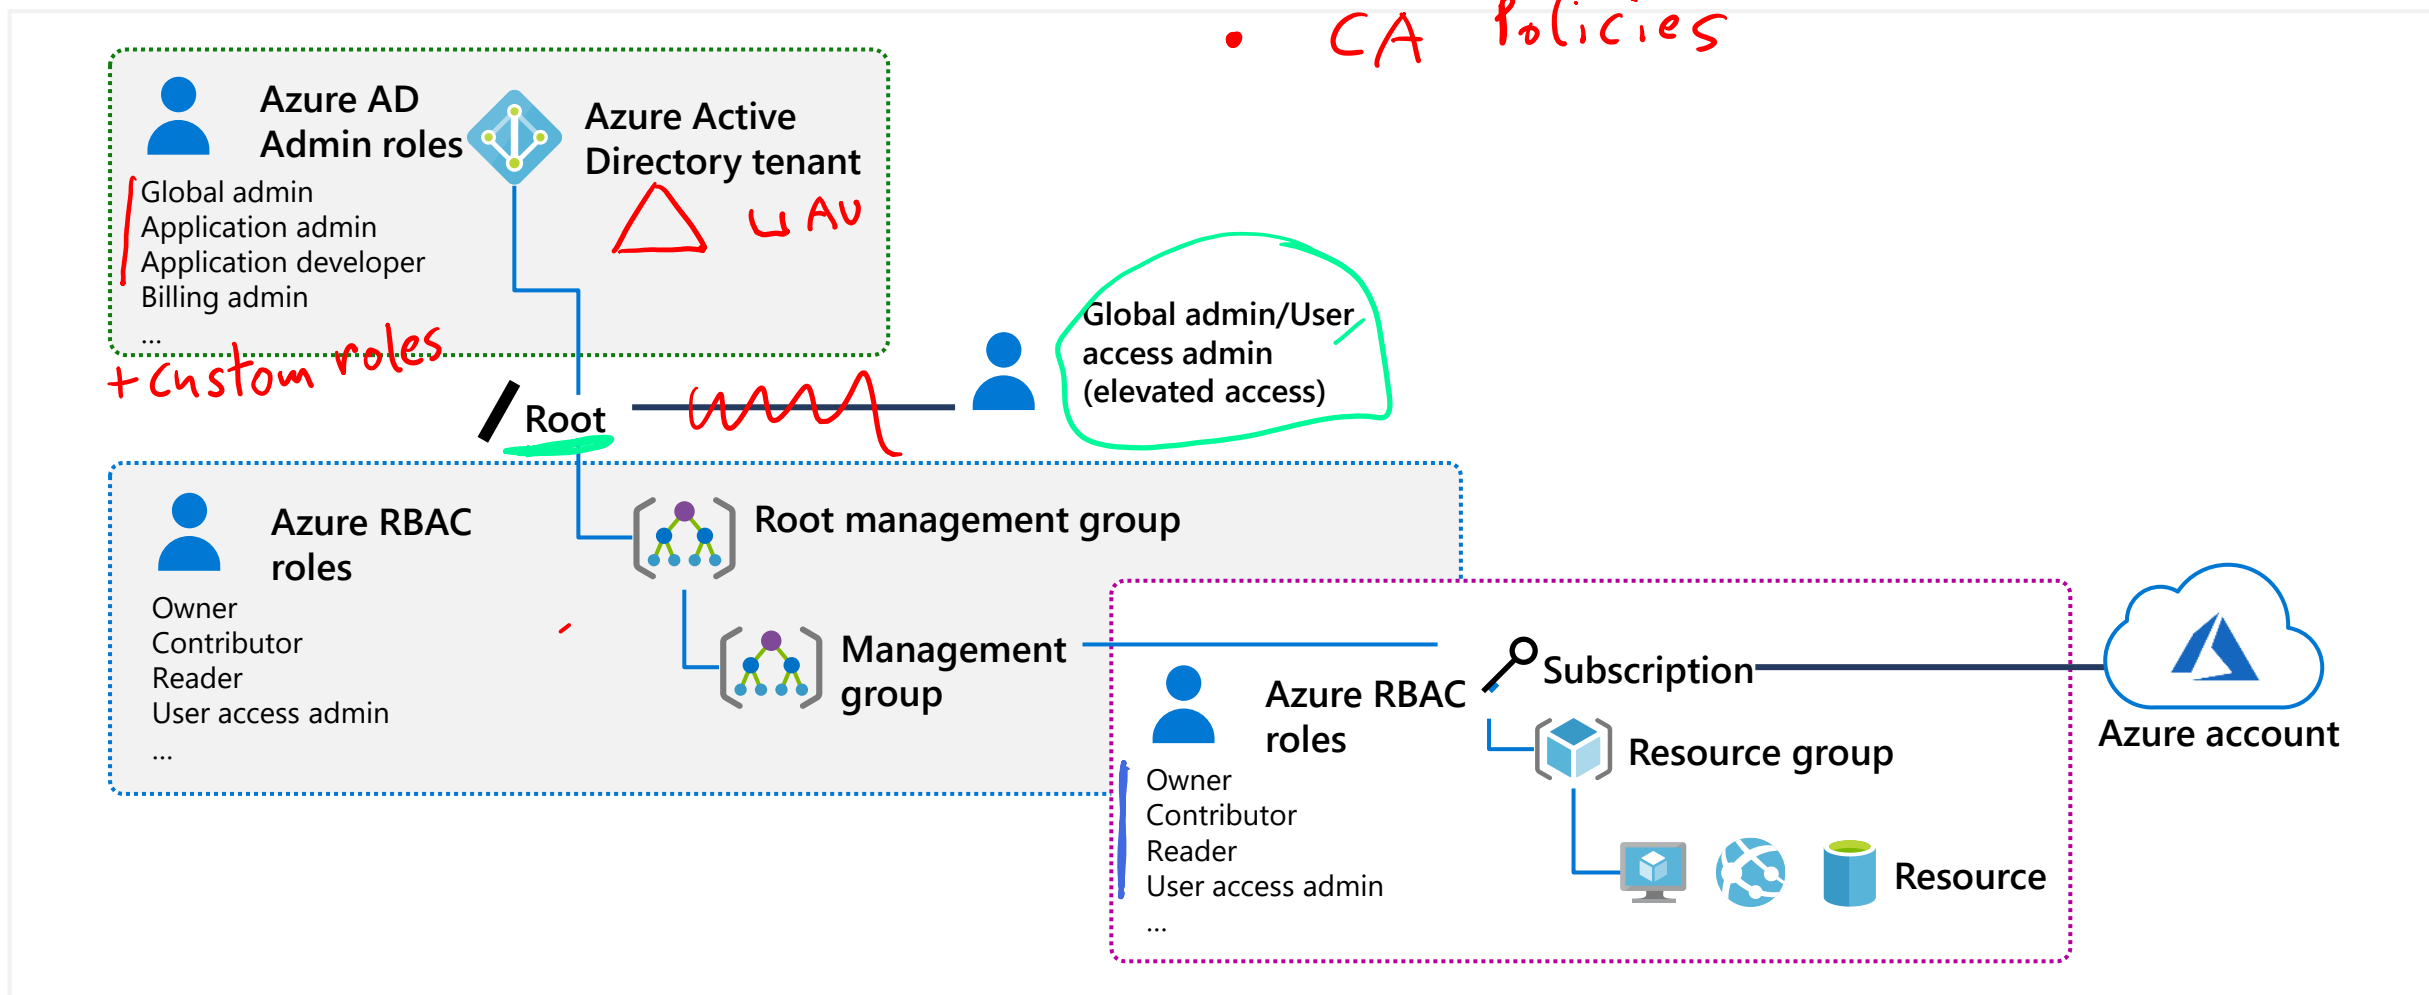 • CA Policies
Azure AD
Admin roles
Global admin
Application admin
Application developer
Billing admin
...
+ custom roles
Azure Active
Directory tenant
AU
Global admin/User
access admin
(elevated access)
/ Root
Azure RBAC
roles
Owner
Contributor
Reader
User access admin
...
Root management group
Management
group
Azure RBAC
roles
Owner
Contributor
Reader
User access admin
...
Subscription
Resource group
Resource
Azure account